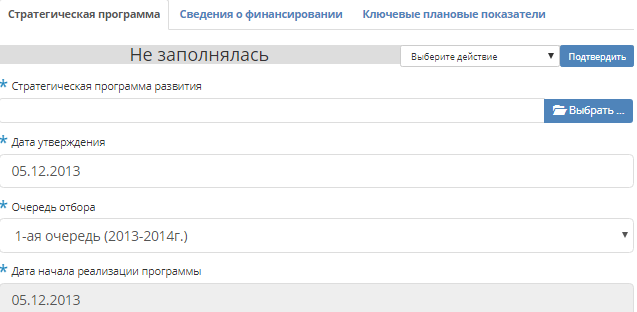 Стратегическая программа Сведения о финансировании Ключевые плановые показатели
Не заполнялась Выберите действие Подтвердить
* Стратегическая программа развития
Выбрать ...
* Дата утверждения
05.12.2013
* Очередь отбора
1-ая очередь (2013-2014г.)
* Дата начала реализации программы
05.12.2013